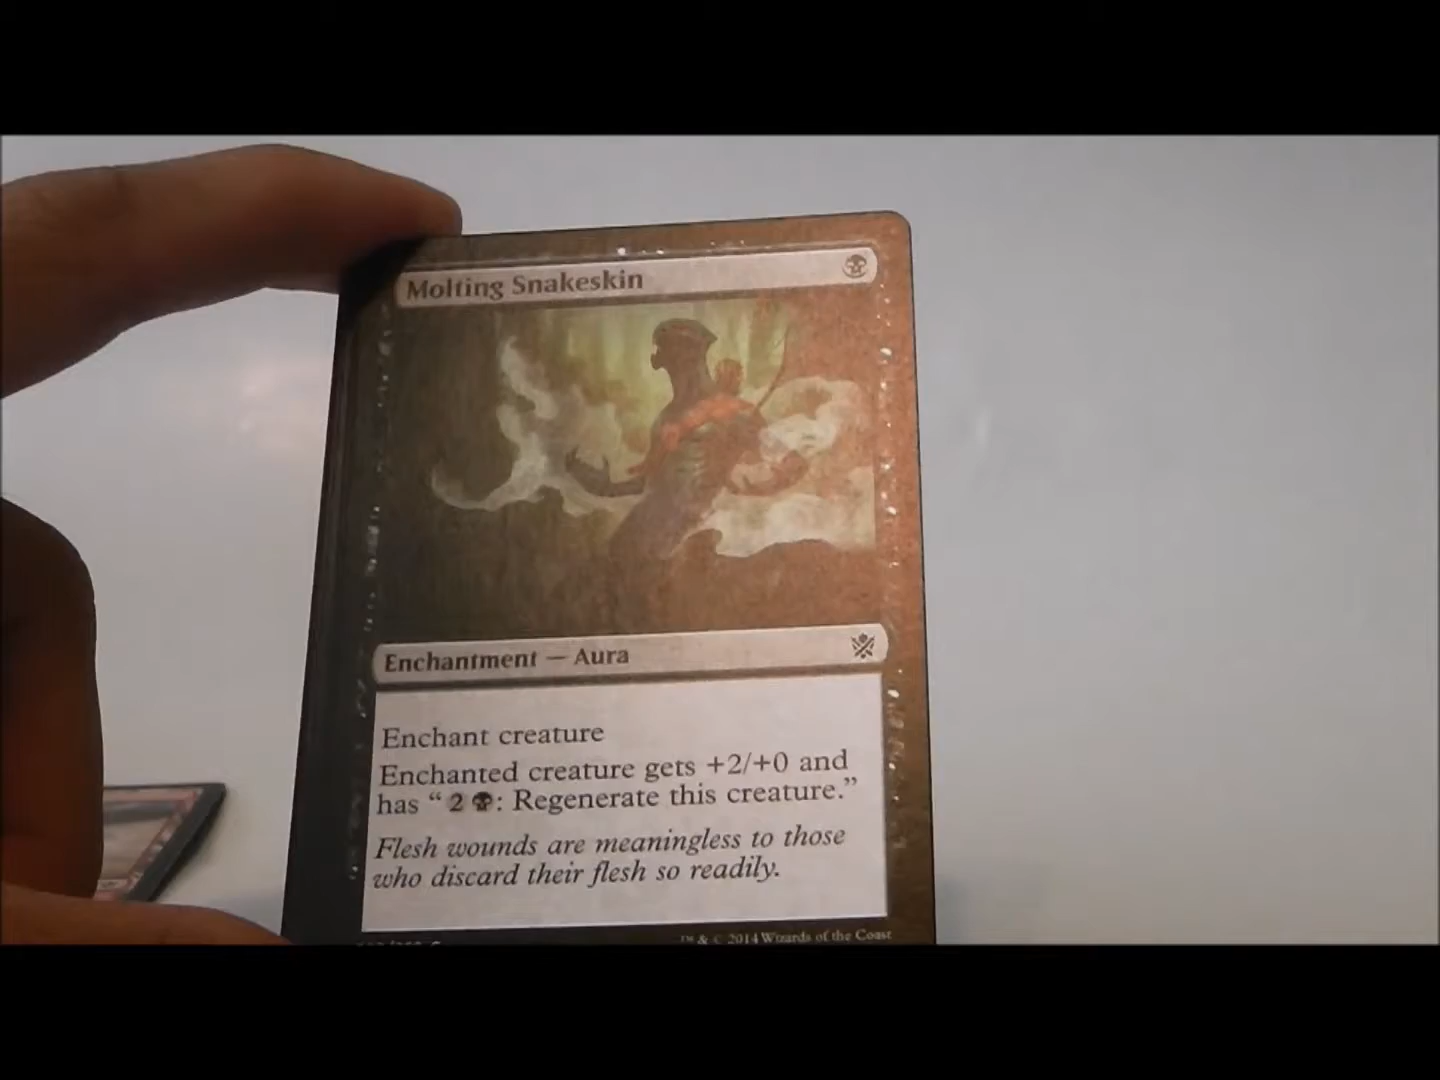 Molting Snakeskin
Enchantment — Aura
Enchant creature
Enchanted creature gets +2/+0 and
has “ 2 : Regenerate this creature.”
Flesh wounds are meaningless to those
who discard their flesh so readily.
™ & © 2014 Wizards of the Coast